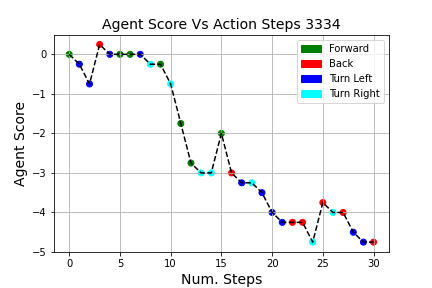 Agent Score Vs Action Steps 3334
Agent Score
0
−1
−2
−3
−4
−5
Forward
Back
Turn Left
Turn Right
0 5 10 15 20 25 30
Num. Steps